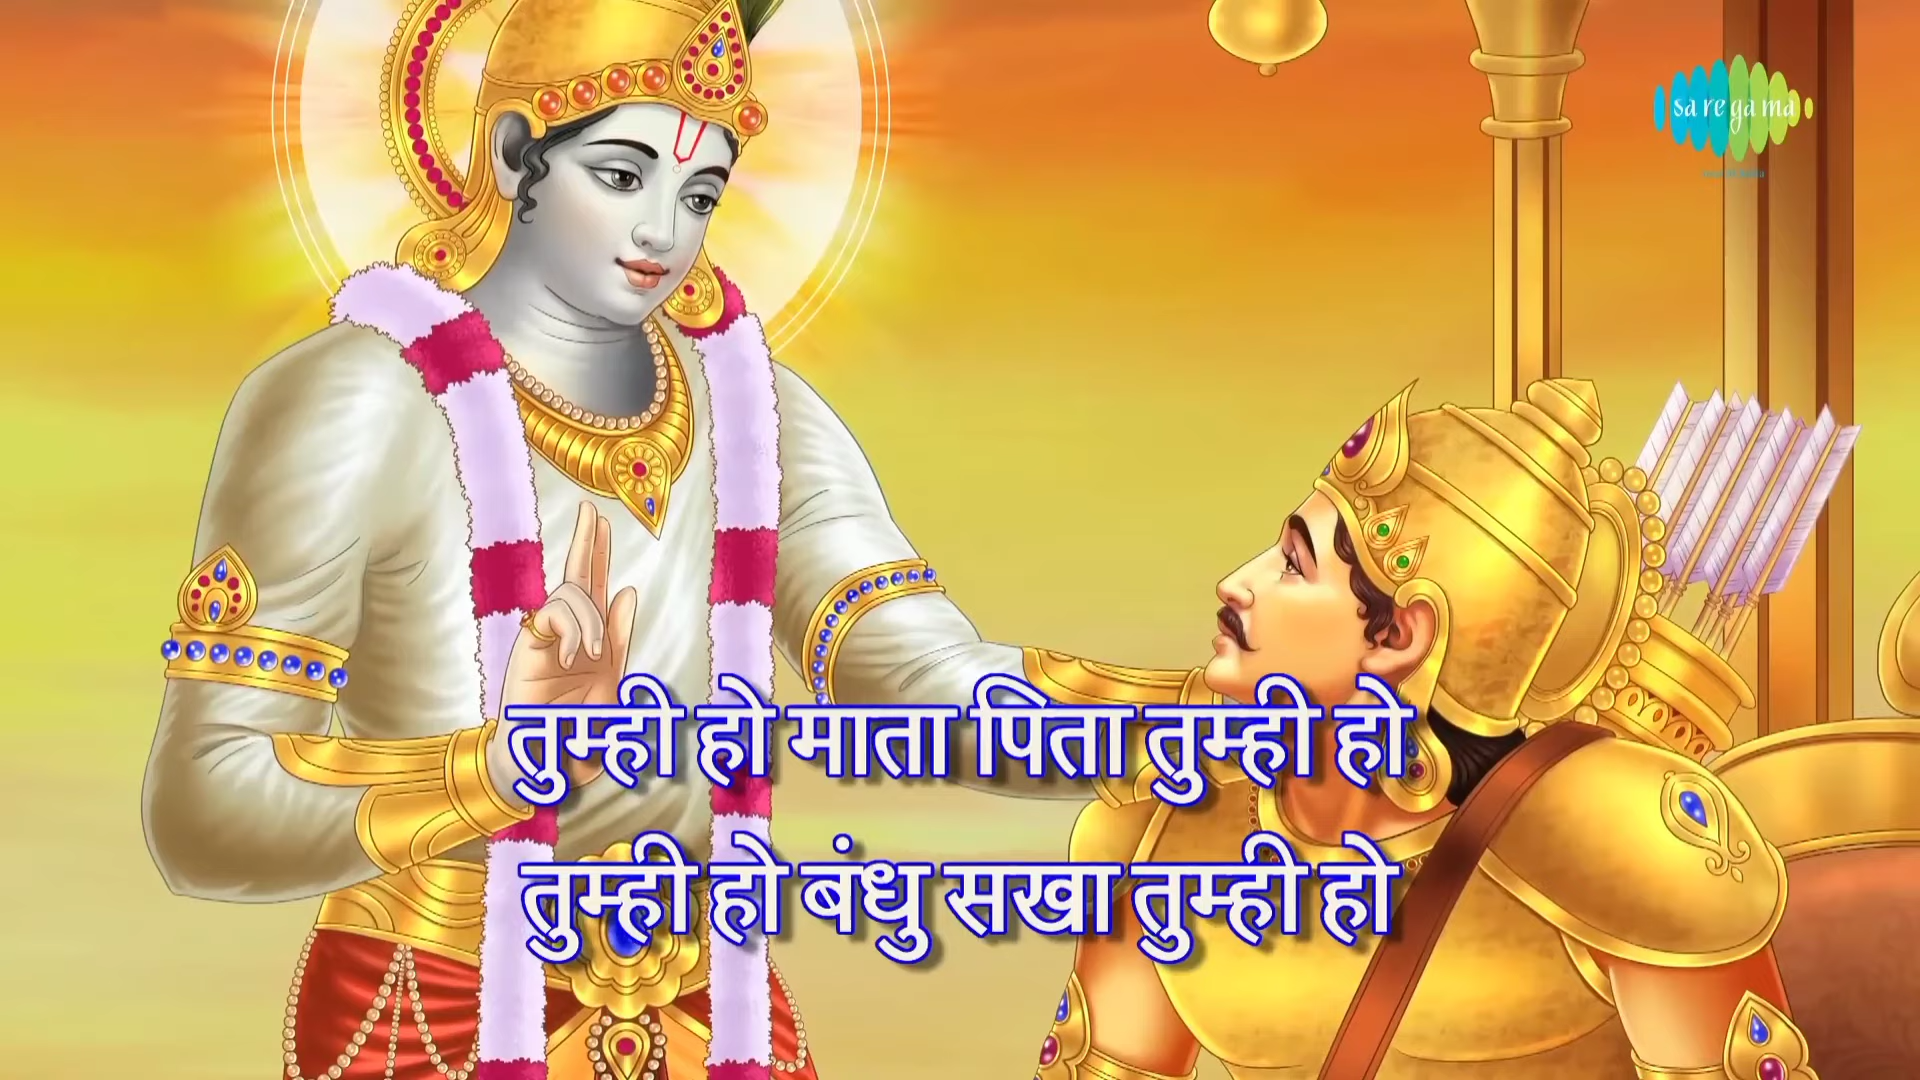 sa re ga ma
तुम्ही हो माता पिता तुम्ही हो
तुम्ही हो बंधु सखा तुम्ही हो